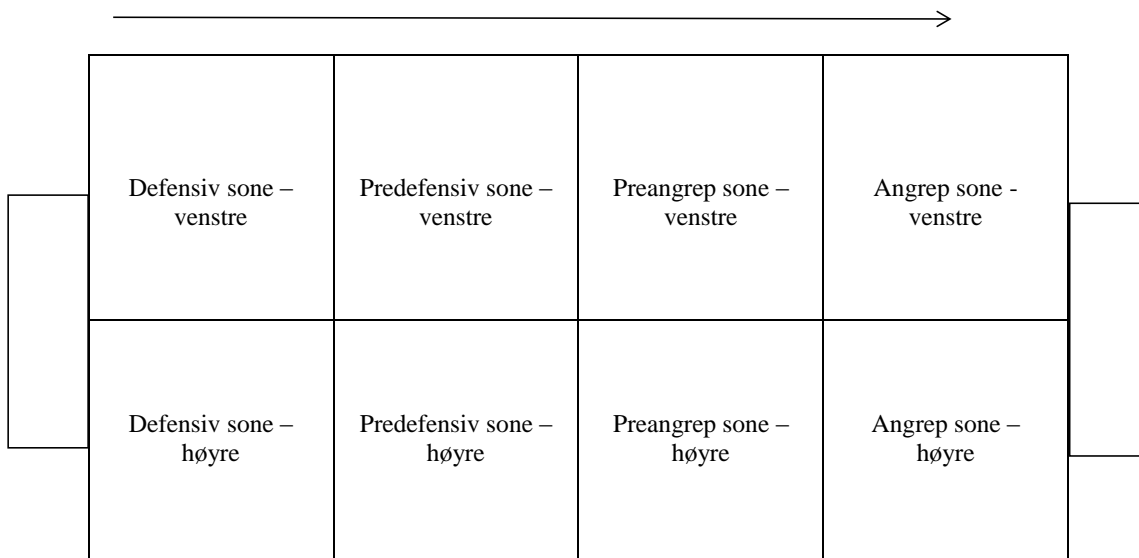 Defensiv sone –
venstre
Predefensiv sone –
venstre
Preangrep sone –
venstre
Angrep sone -
venstre
Defensiv sone –
høyre
Predefensiv sone –
høyre
Preangrep sone –
høyre
Angrep sone –
høyre